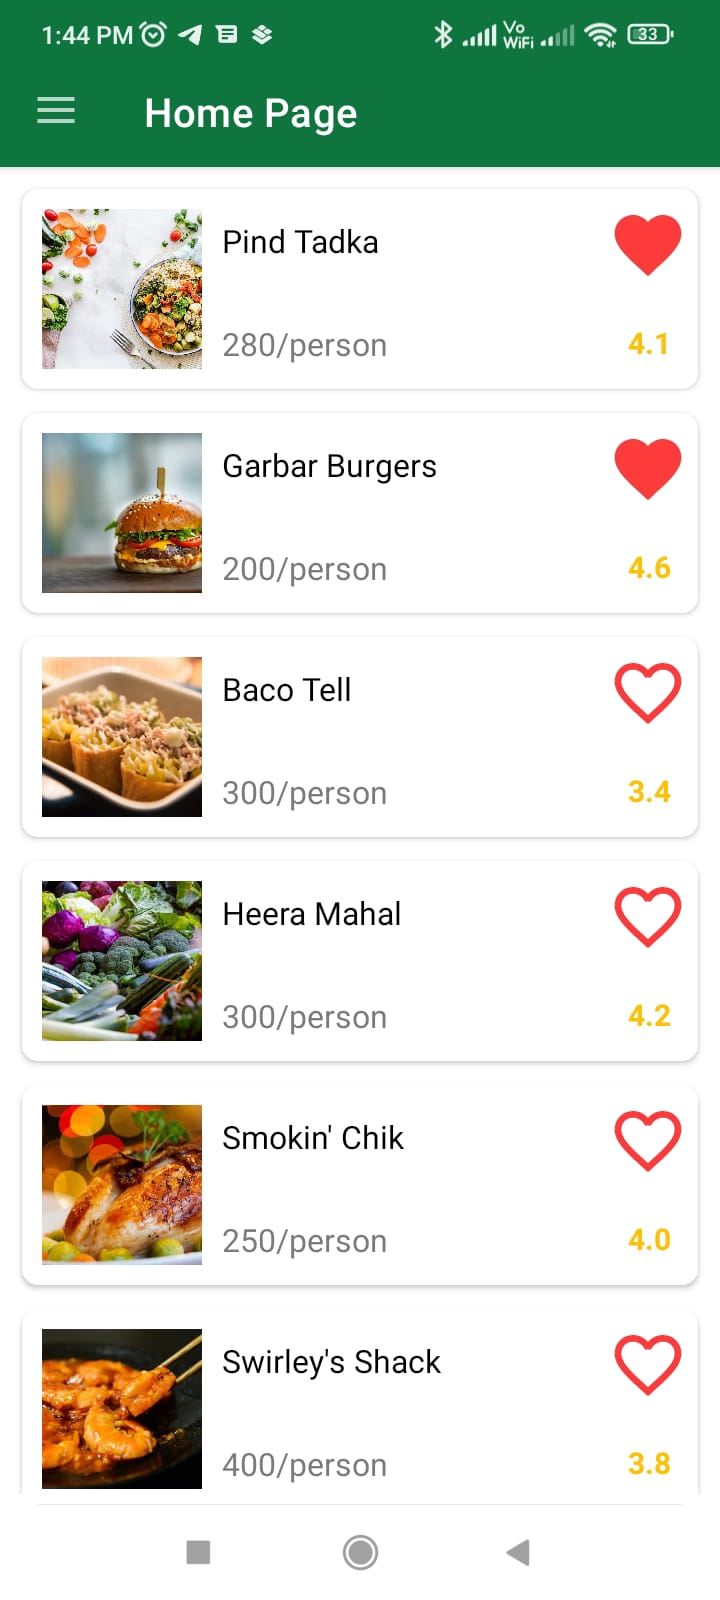 1:44 PM
Vo
WiFi
33
Home Page
Pind Tadka
280/person
4.1
Garbar Burgers
200/person
4.6
Baco Tell
300/person
3.4
Heera Mahal
300/person
4.2
Smokin' Chik
250/person
4.0
Swirley's Shack
400/person
3.8